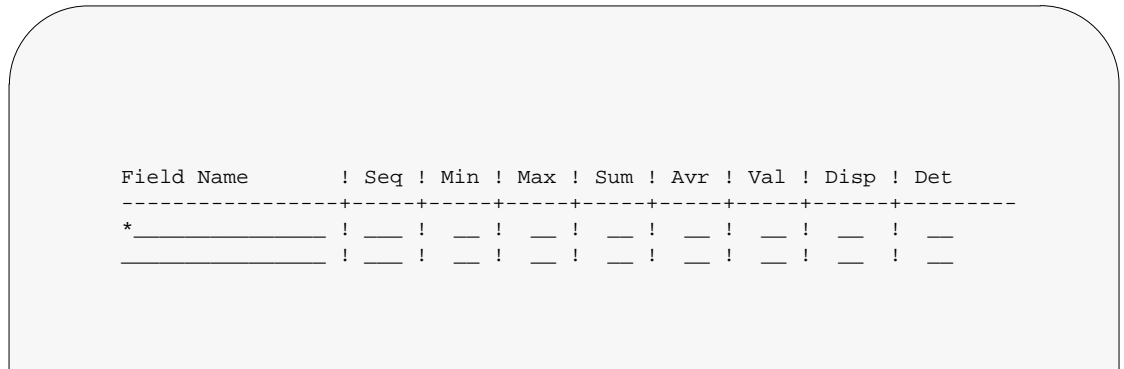 Field Name       ! Seq ! Min ! Max ! Sum ! Avr ! Val ! Disp ! Det
-----------------+-----+-----+-----+-----+-----+-----+------+---------
*_______________ ! ___ !  __ !  __ !  __ !  __ !  __ !  __  !  __
________________ ! ___ !  __ !  __ !  __ !  __ !  __ !  __  !  __